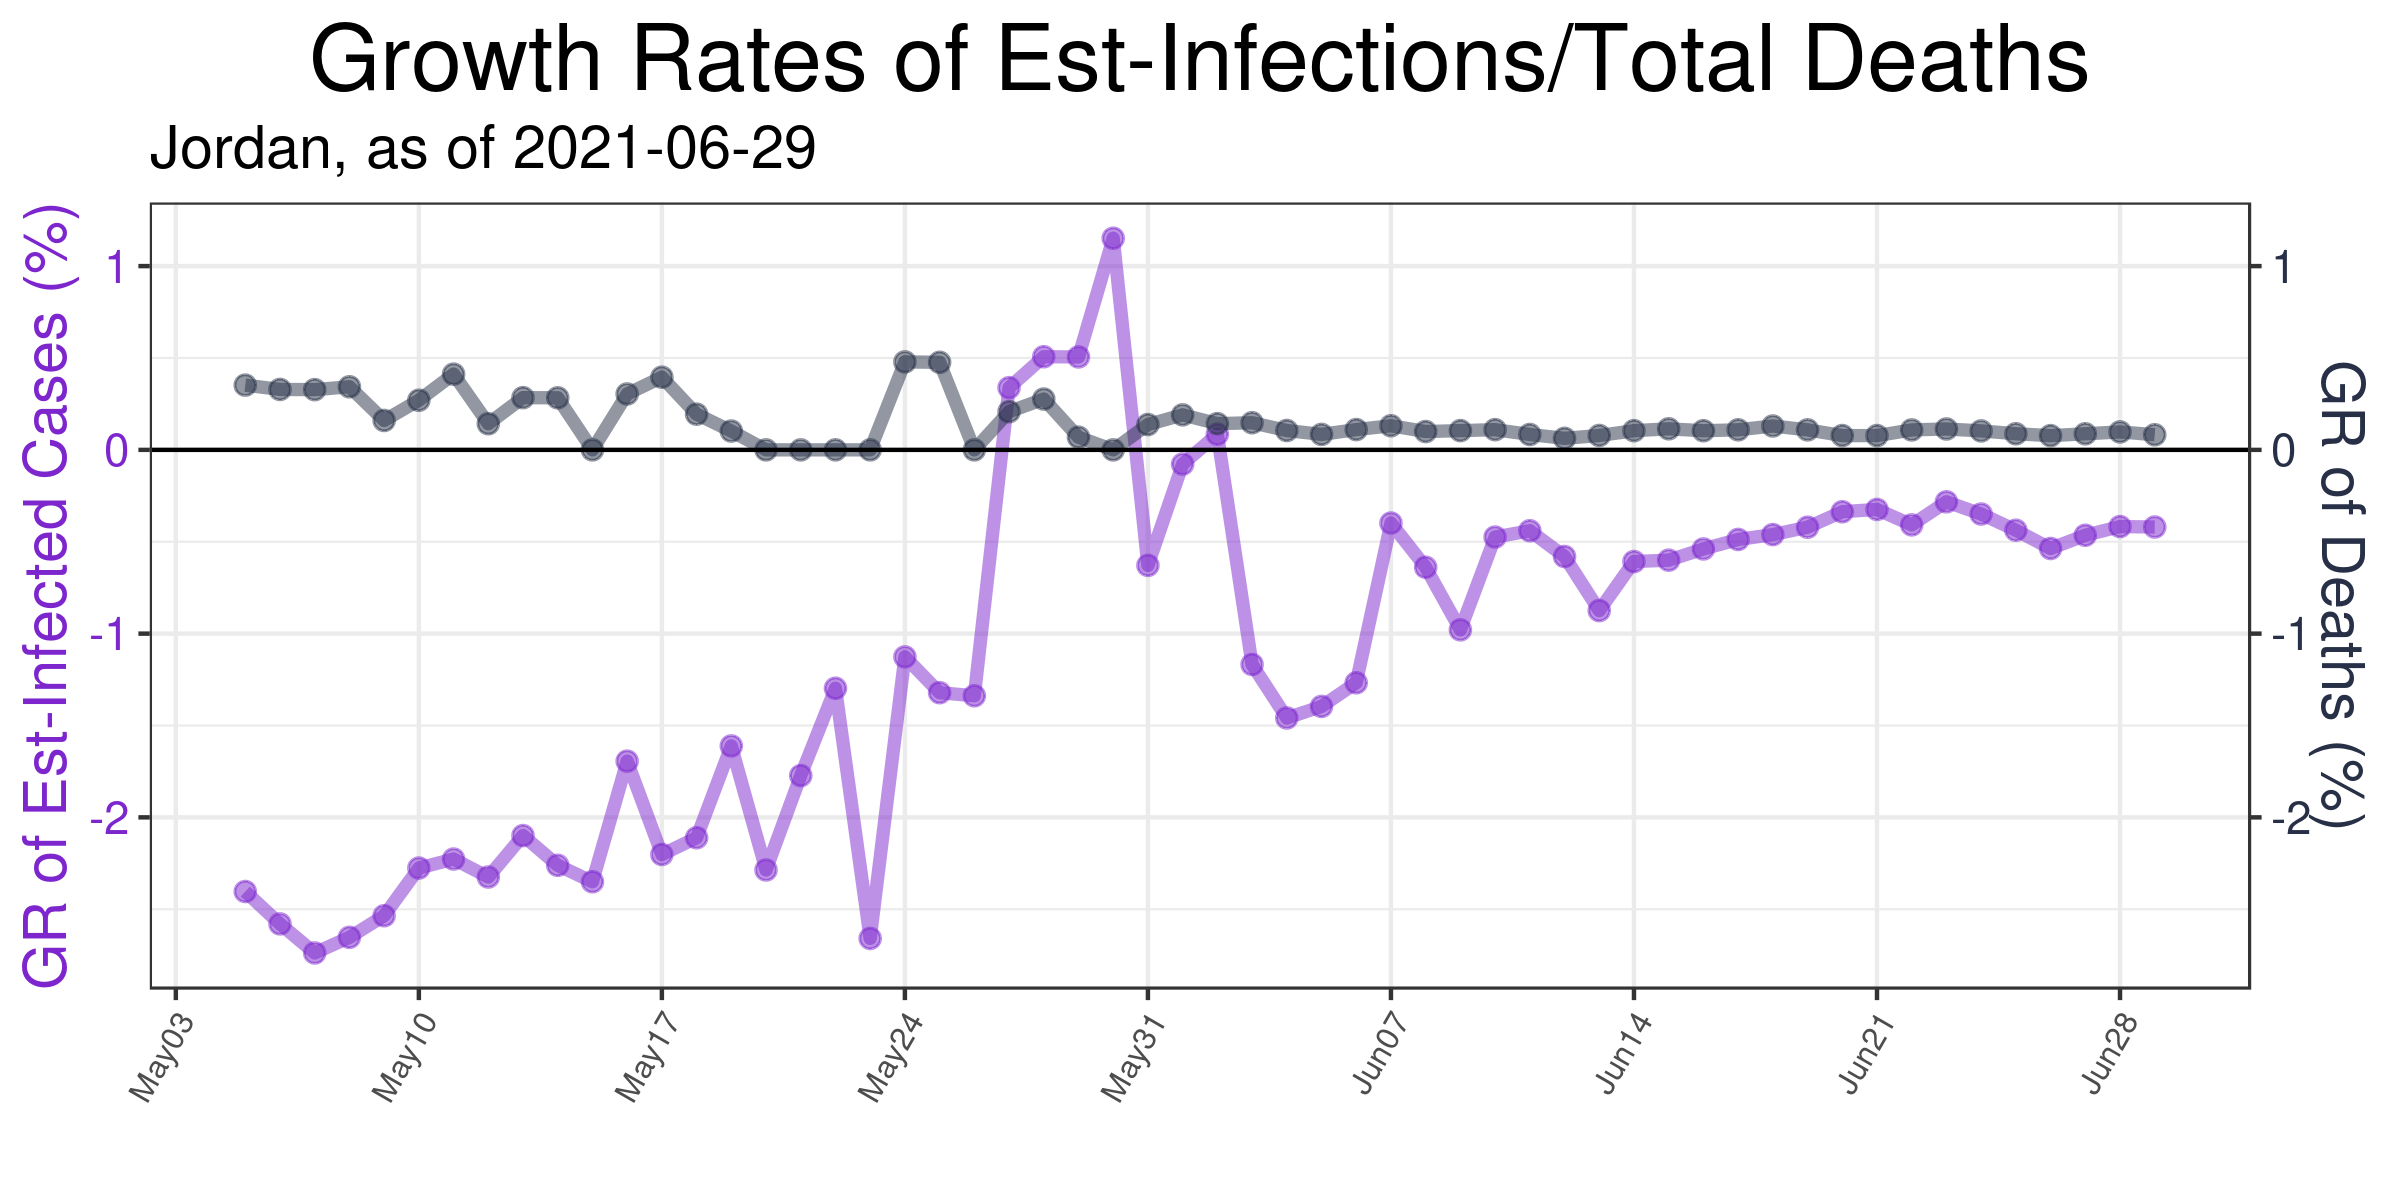 Growth Rates of Est-Infections/Total Deaths
Jordan, as of 2021-06-29
GR of Est-Infected Cases (%)
1
0
-1
-2
1
0
-1
-2
GR of Deaths (%)
May03
May10
May17
May24
May31
Jun07
Jun14
Jun21
Jun28